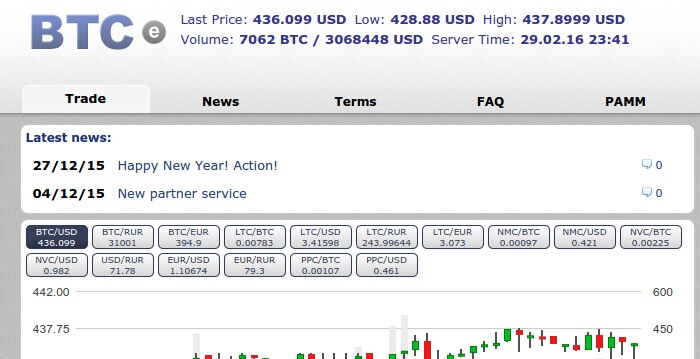 BTC e
Last Price: 436.099 USD Low: 428.88 USD High: 437.8999 USD
Volume: 7062 BTC / 3068448 USD Server Time: 29.02.16 23:41
Trade News Terms FAQ PAMM
Latest news:
27/12/15 Happy New Year! Action! 0
04/12/15 New partner service 0
BTC/USD BTC/RUR BTC/EUR LTC/BTC LTC/USD LTC/RUR LTC/EUR NMC/BTC NMC/USD NVC/BTC
436.099 31001 394.9 0.00783 3.41598 243.99644 3.073 0.00097 0.421 0.00225
NVC/USD USD/RUR EUR/USD EUR/RUR PPC/BTC PPC/USD
0.982 71.78 1.10674 79.3 0.00107 0.461
442.00 600
437.75 450